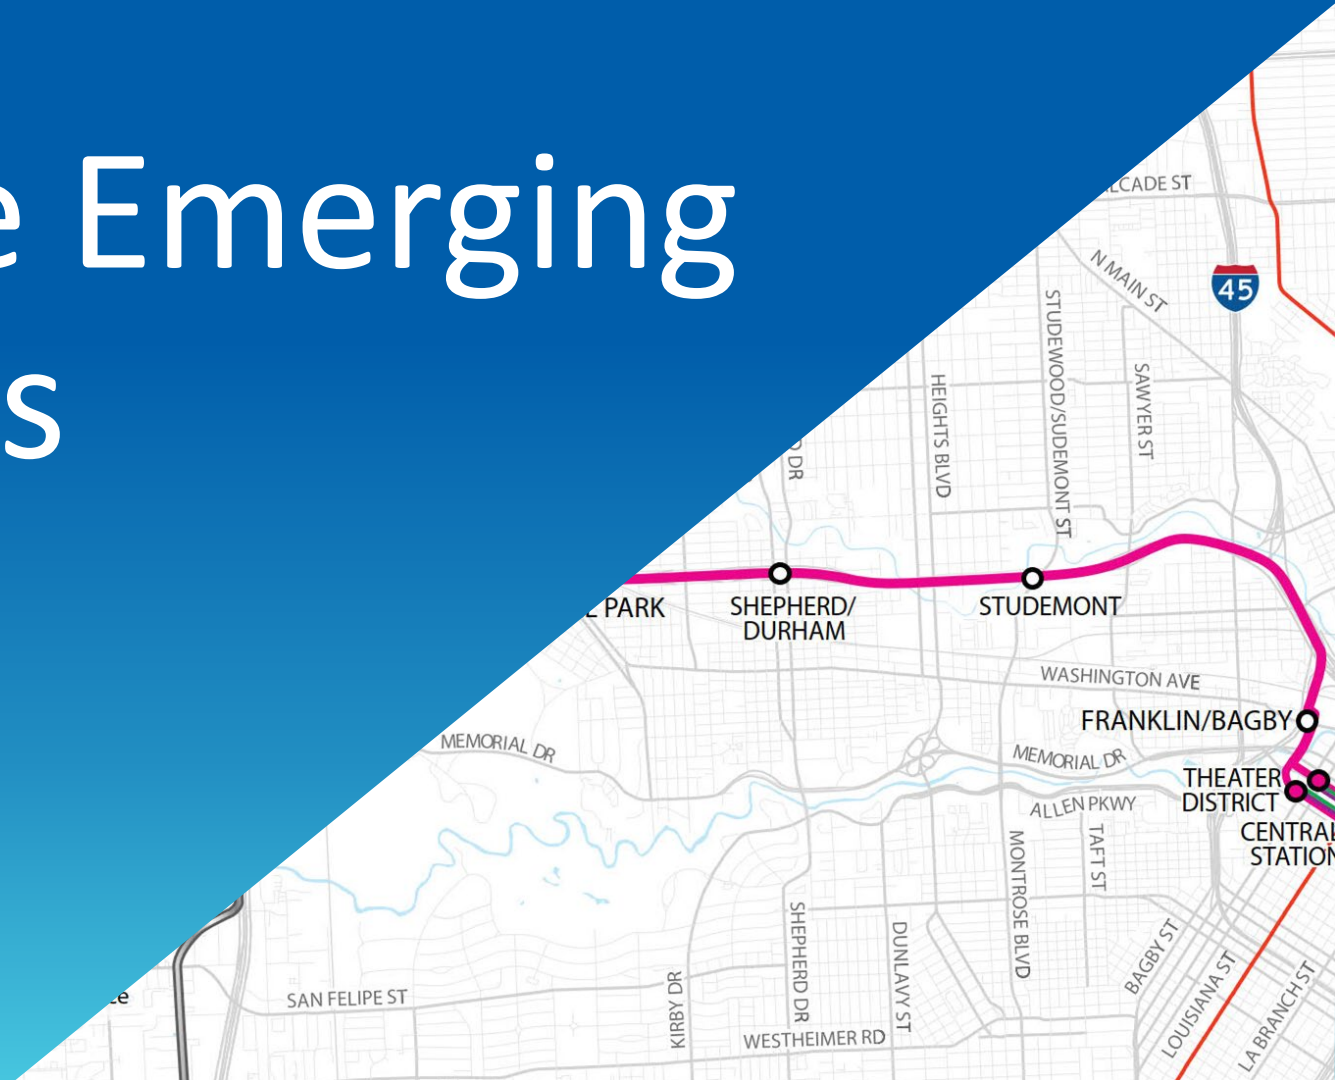 Emerging
s
LCADE ST
N MAIN ST
45
STUDEWOOD/SUDEMONT ST
SAWYER ST
HEIGHTS BLVD
DR
PARK
SHEPHERD/
DURHAM
STUDEMONT
WASHINGTON AVE
FRANKLIN/BAGBY
MEMORIAL DR
MEMORIAL DR
THEATER
DISTRICT
ALLEN PKWY
CENTRAL
STATION
TAFT ST
MONTROSE BLVD
SHEPHERD DR
DUNLAVY ST
BAGBY ST
LOUISIANA ST
LA BRANCH ST
KIRBY DR
SAN FELIPE ST
WESTHEIMER RD